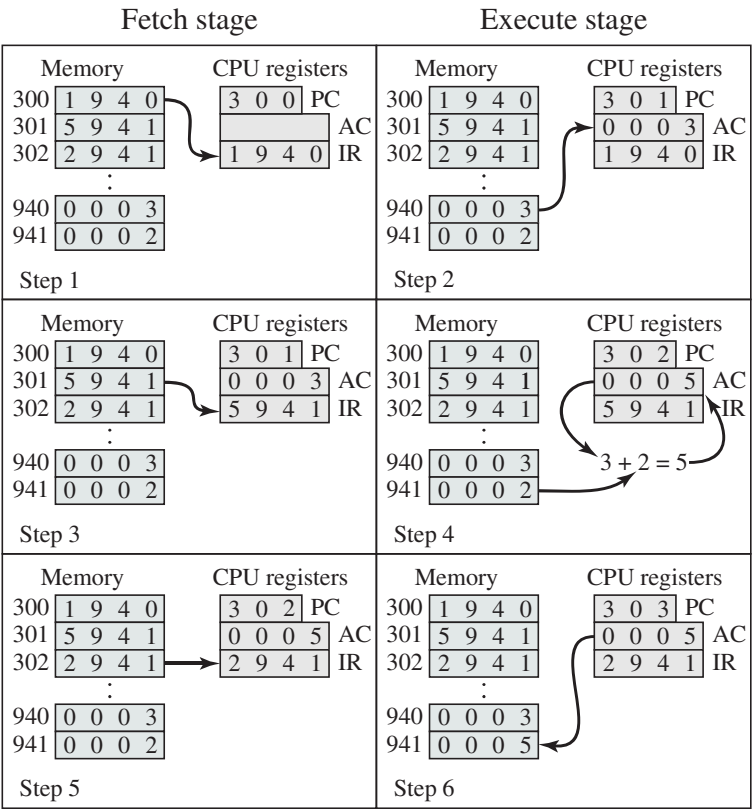 Fetch stage
Execute stage
Memory CPU registers
300 1 9 4 0 3 0 0 PC
301 5 9 4 1 AC
302 2 9 4 1 1 9 4 0 IR
940 0 0 0 3
941 0 0 0 2
Step 1
Memory CPU registers
300 1 9 4 0 3 0 1 PC
301 5 9 4 1 0 0 0 3 AC
302 2 9 4 1 1 9 4 0 IR
940 0 0 0 3
941 0 0 0 2
Step 2
Memory CPU registers
300 1 9 4 0 3 0 1 PC
301 5 9 4 1 0 0 0 3 AC
302 2 9 4 1 5 9 4 1 IR
940 0 0 0 3
941 0 0 0 2
Step 3
Memory CPU registers
300 1 9 4 0 3 0 2 PC
301 5 9 4 1 0 0 0 5 AC
302 2 9 4 1 5 9 4 1 IR
940 0 0 0 3 3 + 2 = 5
941 0 0 0 2
Step 4
Memory CPU registers
300 1 9 4 0 3 0 2 PC
301 5 9 4 1 0 0 0 5 AC
302 2 9 4 1 2 9 4 1 IR
940 0 0 0 3
941 0 0 0 2
Step 5
Memory CPU registers
300 1 9 4 0 3 0 3 PC
301 5 9 4 1 0 0 0 5 AC
302 2 9 4 1 2 9 4 1 IR
940 0 0 0 3
941 0 0 0 5
Step 6